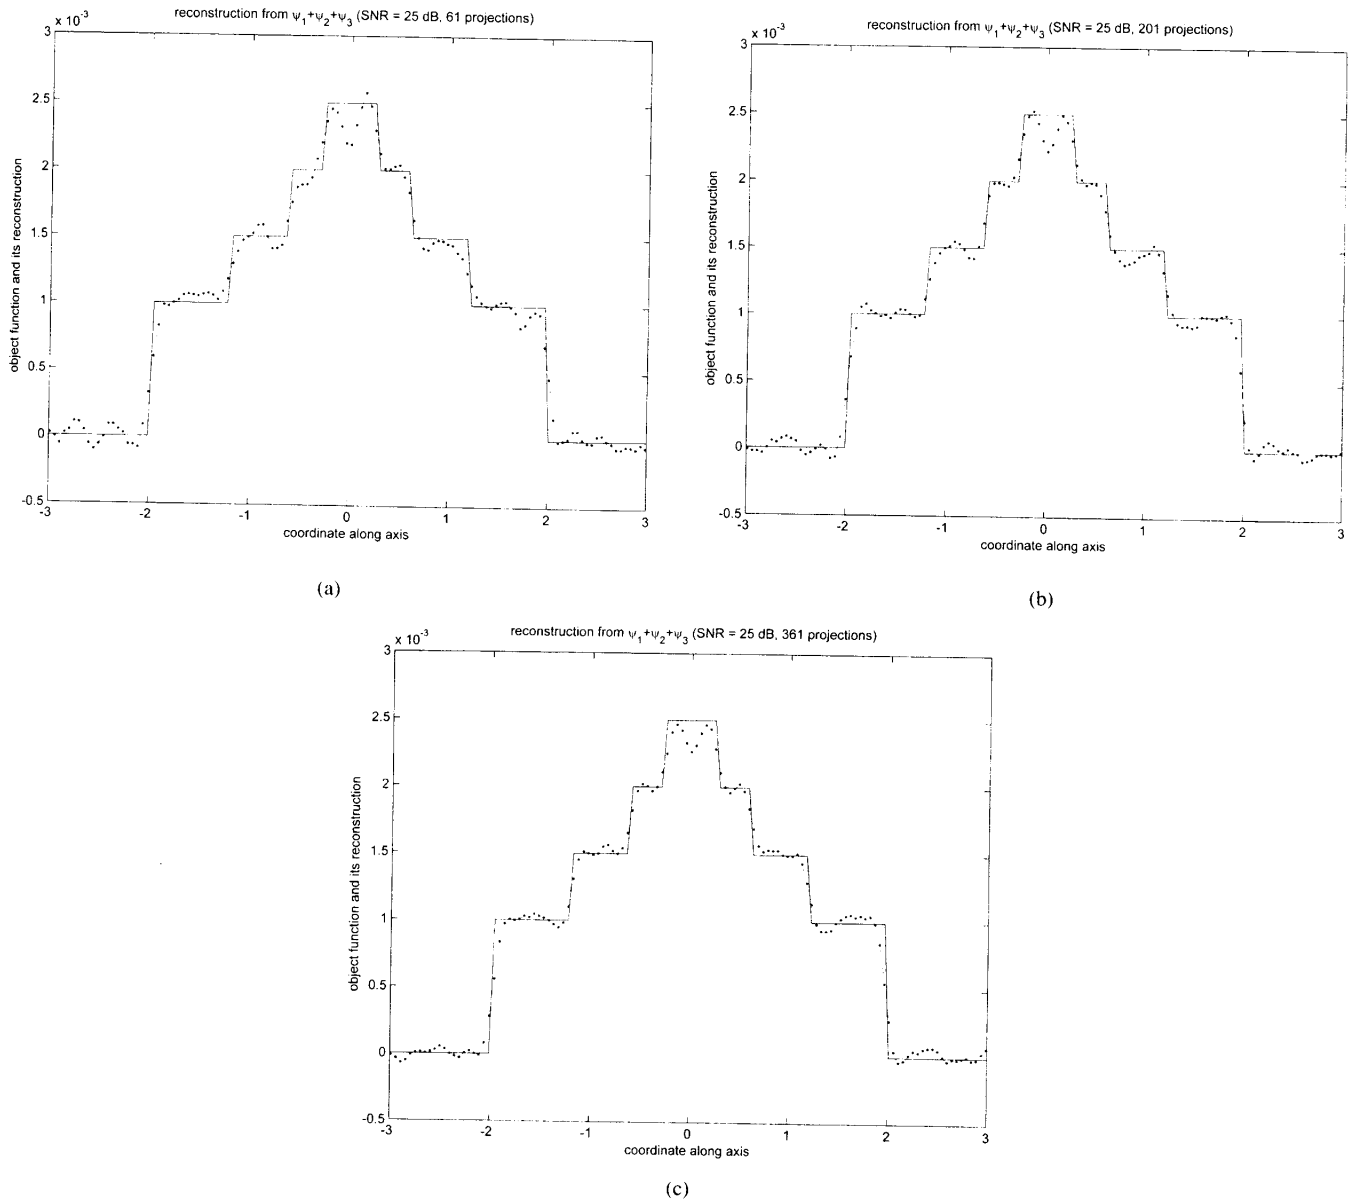 reconstruction from ψ1+ψ2+ψ3 (SNR = 25 dB, 61 projections)
x 10-3
3
2.5
2
1.5
1
0.5
0
-0.5
object function and its reconstruction
-3 -2 -1 0 1 2 3
coordinate along axis
(a)
reconstruction from ψ1+ψ2+ψ3 (SNR = 25 dB, 201 projections)
x 10-3
3
2.5
2
1.5
1
0.5
0
-0.5
object function and its reconstruction
-3 -2 -1 0 1 2 3
coordinate along axis
(b)
reconstruction from ψ1+ψ2+ψ3 (SNR = 25 dB, 361 projections)
x 10-3
3
2.5
2
1.5
1
0.5
0
-0.5
object function and its reconstruction
-3 -2 -1 0 1 2 3
coordinate along axis
(c)